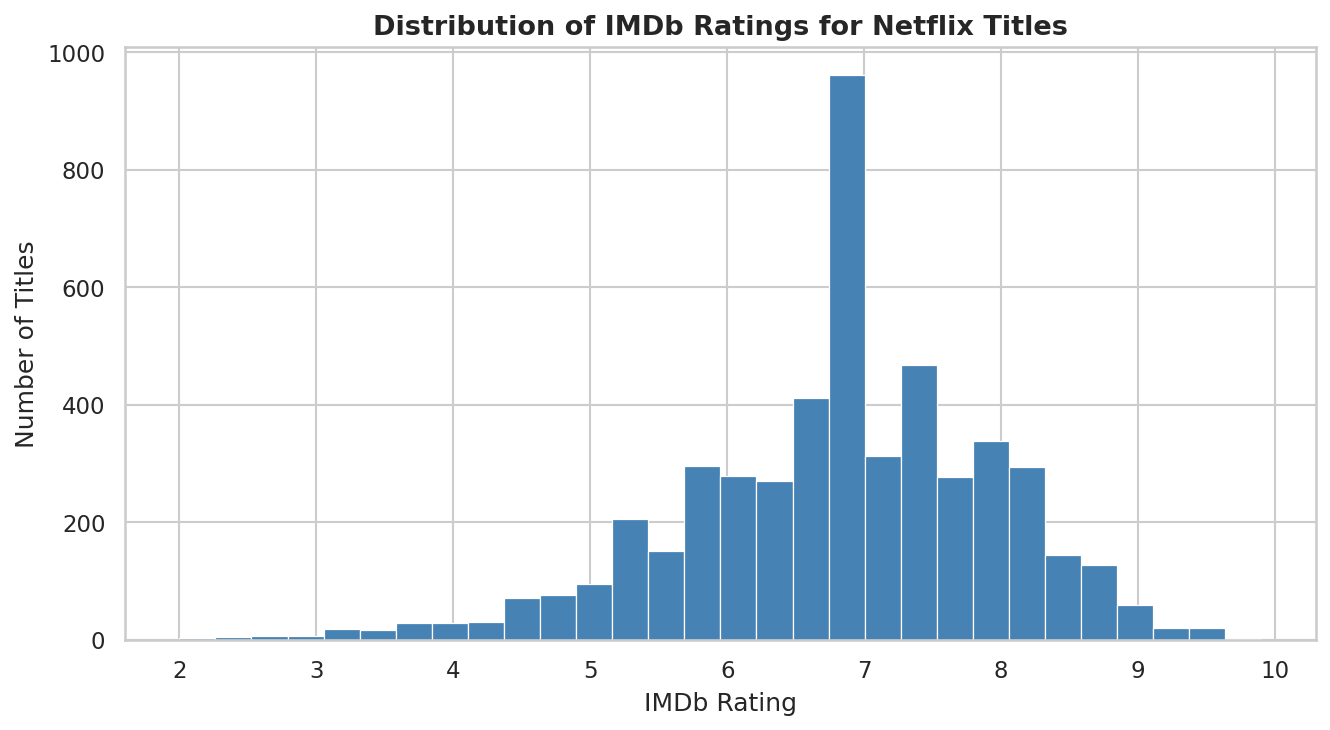 Distribution of IMDb Ratings for Netflix Titles
Number of Titles
1000
800
600
400
200
0
2 3 4 5 6 7 8 9 10
IMDb Rating